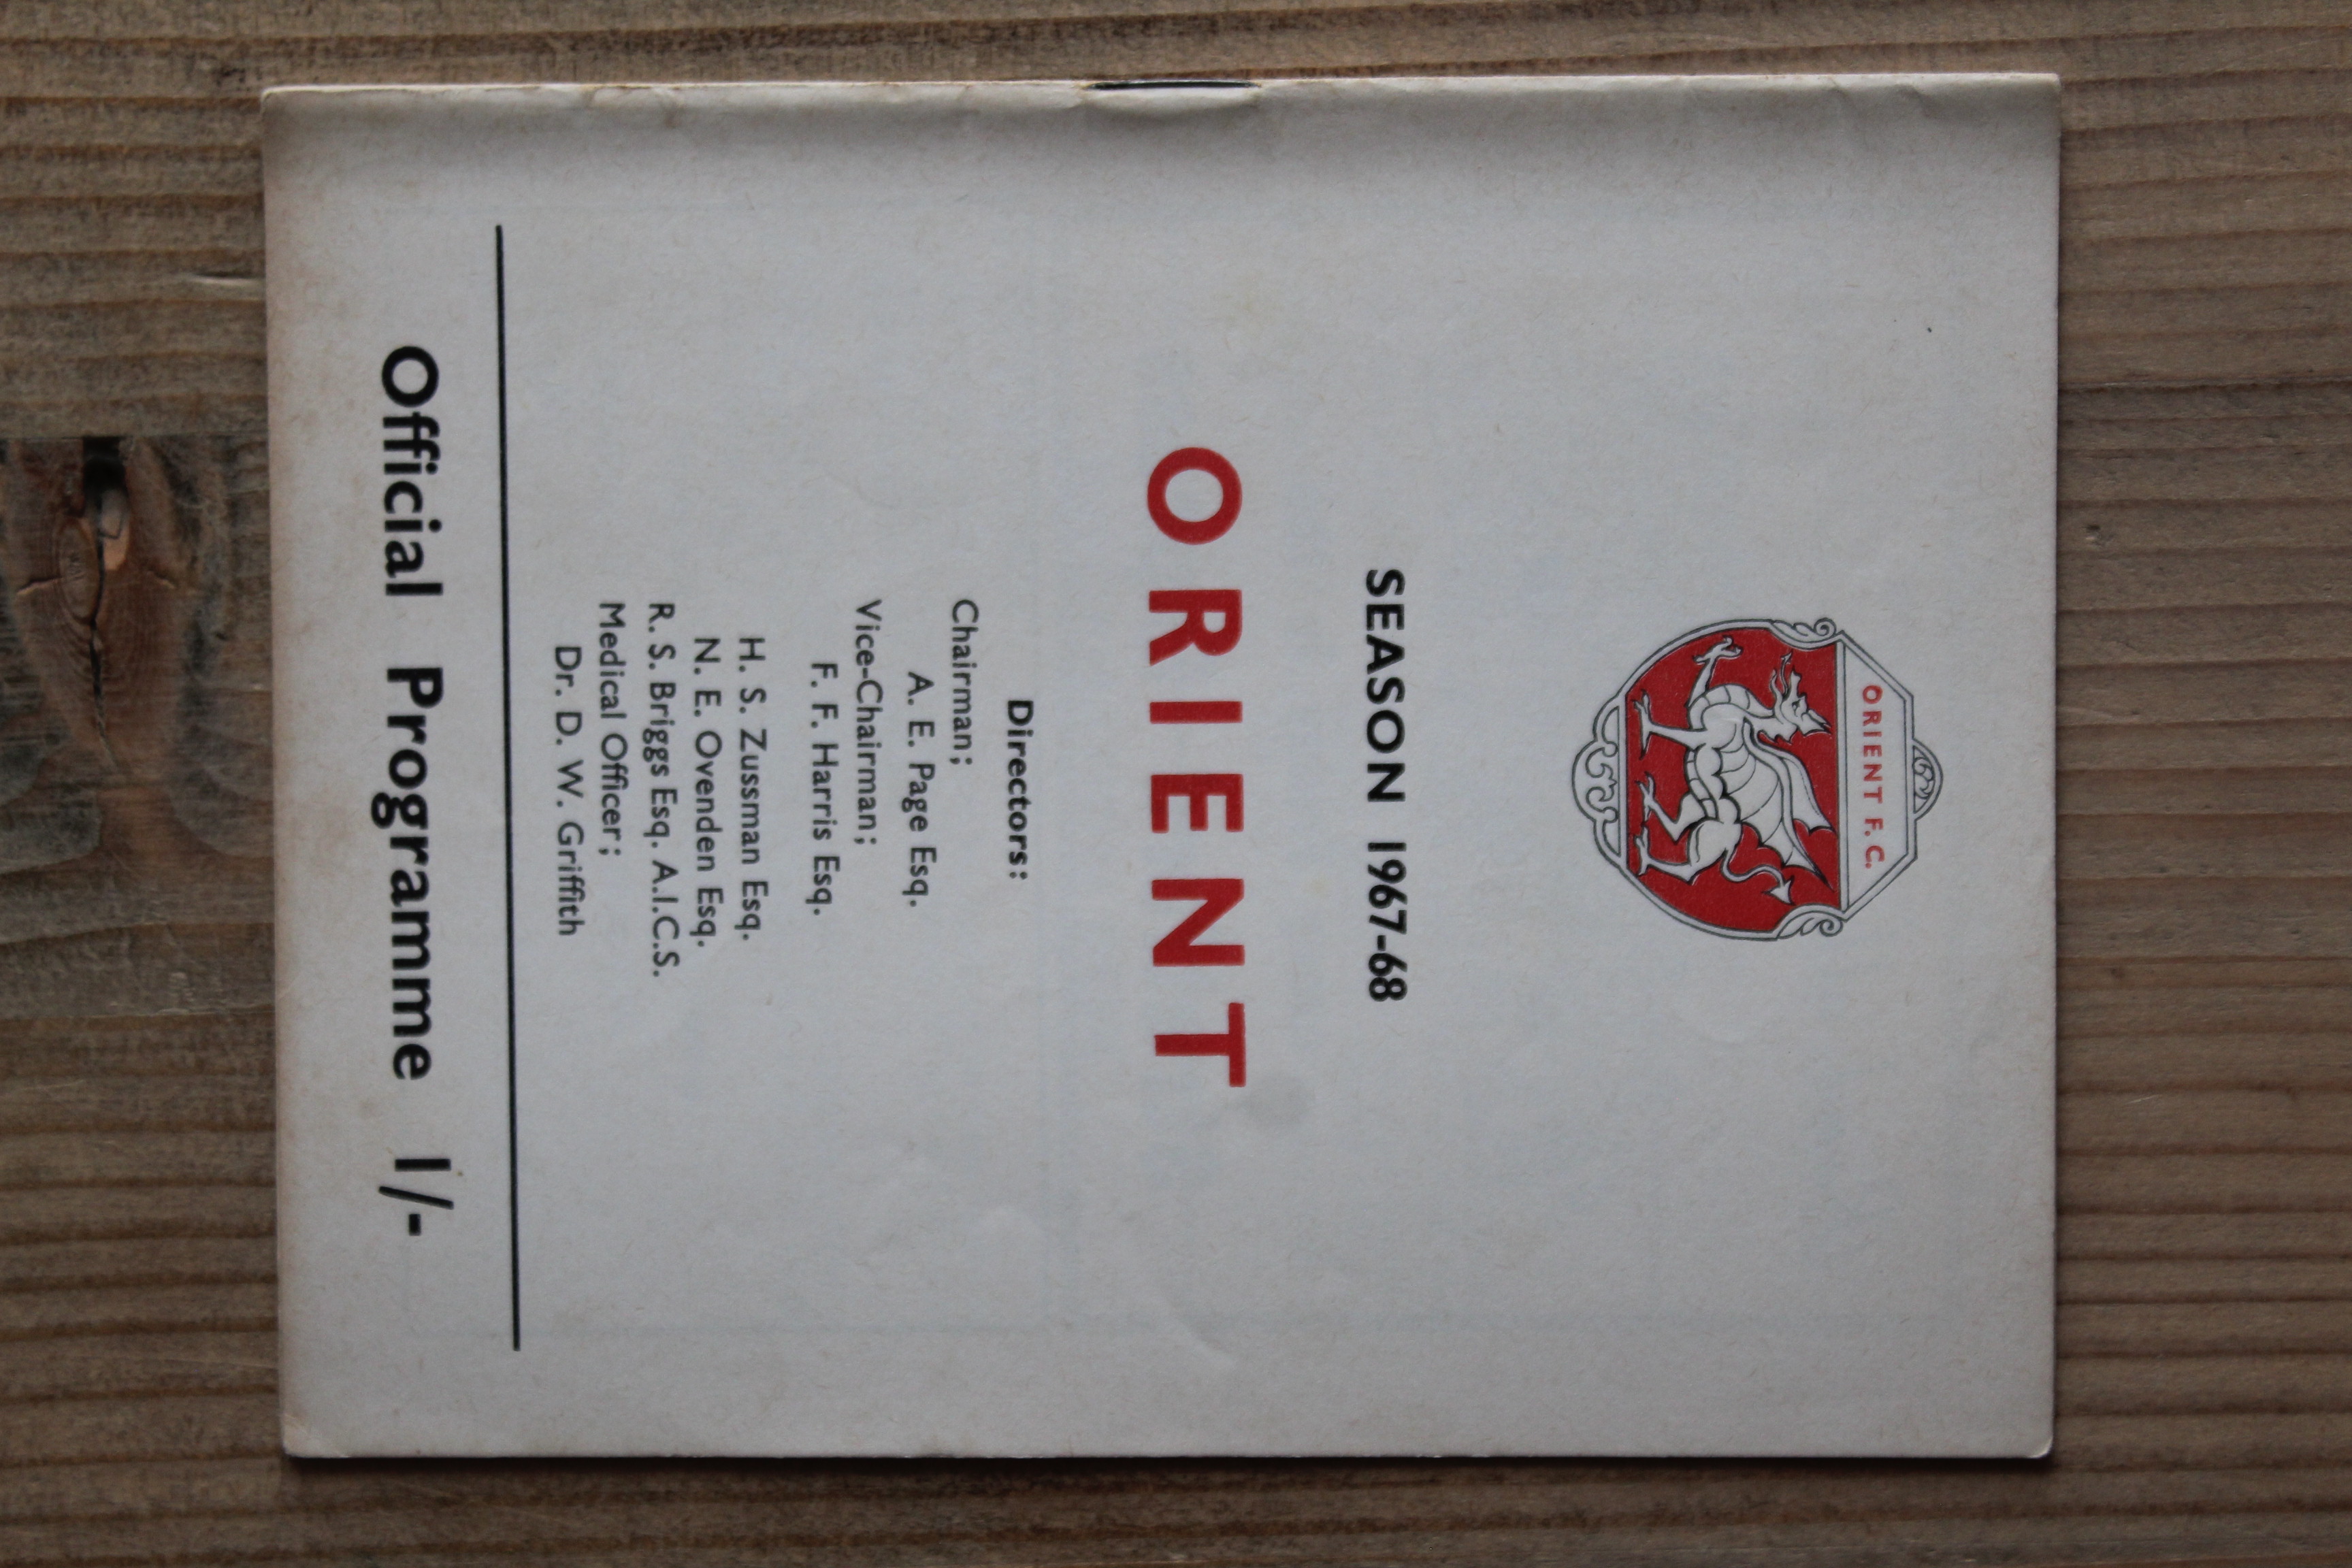 ORIENT F.C.
SEASON 1967-68
ORIENT
Directors:
Chairman;
A. E. Page Esq.
Vice-Chairman;
F. F. Harris Esq.
H. S. Zussman Esq.
N. E. Ovenden Esq.
R. S. Briggs Esq. A.I.C.S.
Medical Officer;
Dr. D. W. Griffith
Official Programme 1/-